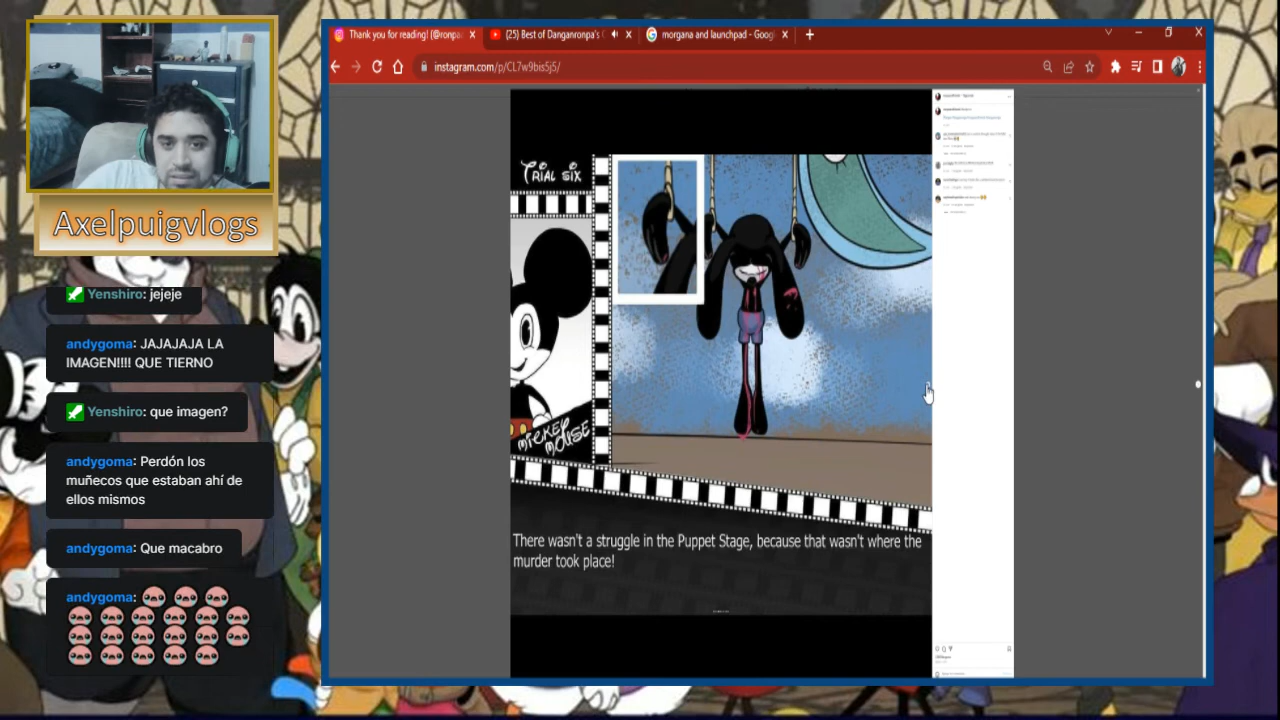 Thank you for reading! (@ronpa
(25) Best of Danganronpa's
morgana and launchpad - Goog
instagram.com/p/CL7w9bis5j5/
Axelpuigvlogs
Yenshiro: jejeje
andygoma: JAJAJAJA LA
IMAGEN!!!! QUE TIERNO
Yenshiro: que imagen?
andygoma: Perdón los
muñecos que estaban ahí de
ellos mismos
andygoma: Que macabro
andygoma:
TRIAL SIX
MICKEY
MOUSE
There wasn't a struggle in the Puppet Stage, because that wasn't where the
murder took place!